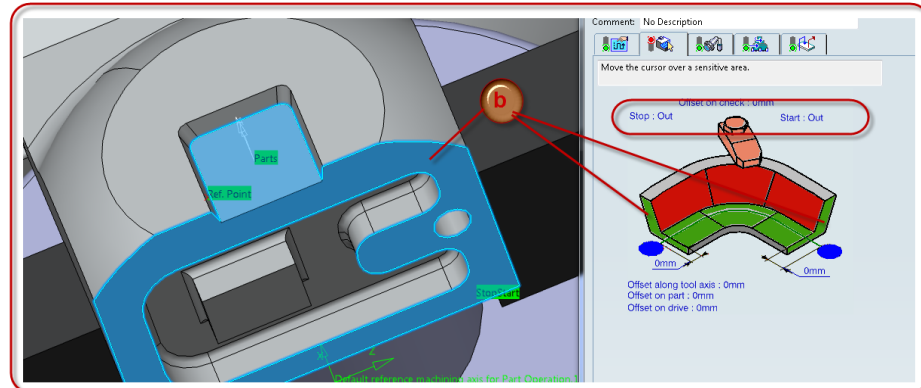 Comment: No Description
Move the cursor over a sensitive area.
Offset on check : 0mm
Stop : Out
Start : Out
b
Parts
Ref. Point
StopStart
0mm
0mm
Offset along tool axis : 0mm
Offset on part : 0mm
Offset on drive : 0mm
Z
Default reference machining axis for Part Operation